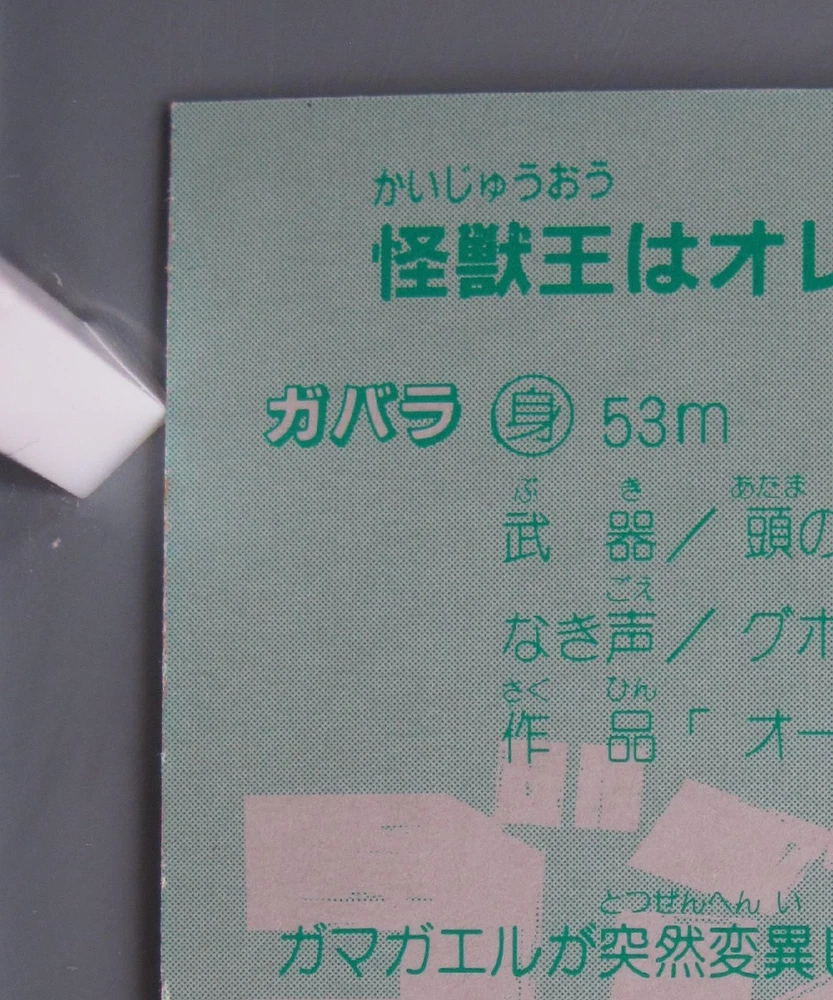 かいじゅうおう
怪獣王はオレ
ガバラ 身 53m
ぶ き あたま
武器/頭の
ごえ
なき声/グホ
さく ひん
作品「オー
とつぜんへんい
ガマガエルが突然変異し